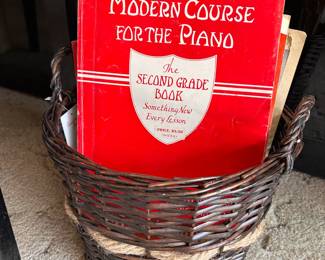 MODERN COURSE
FOR THE PIANO
The
SECOND GRADE
BOOK
Something New
Every Lesson